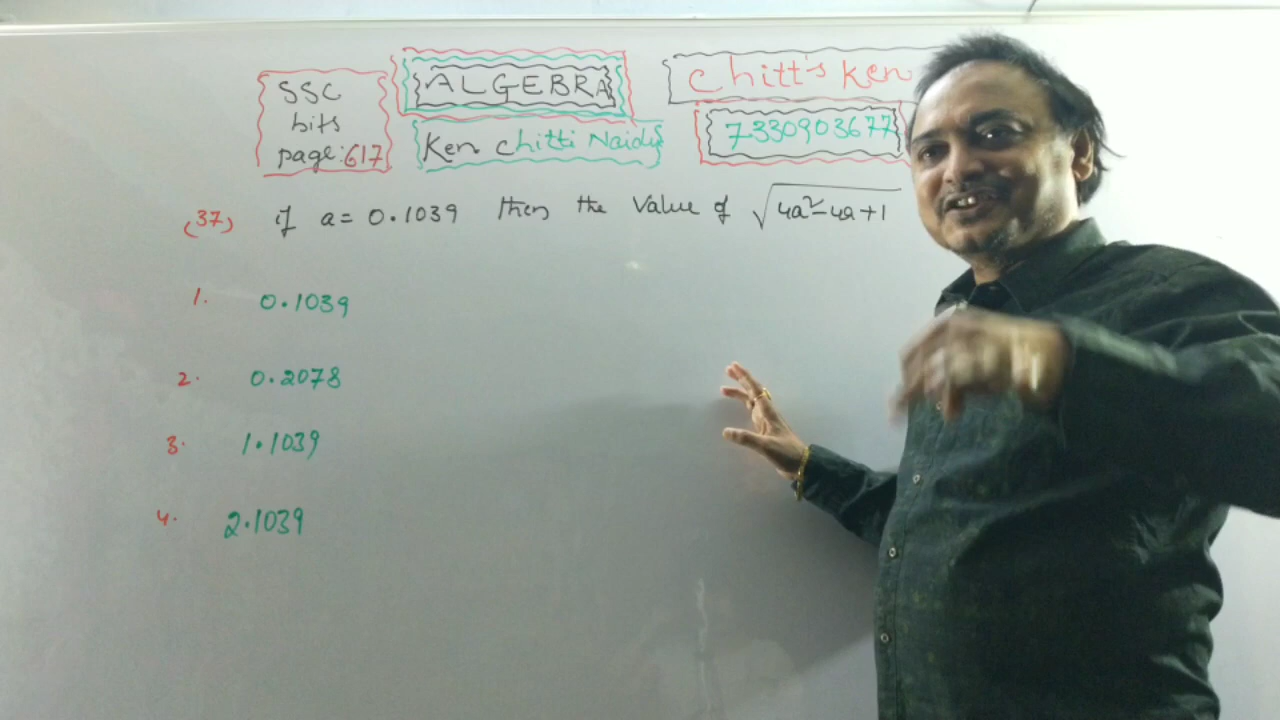 SSC
bits
page:617
ALGEBRA
Ken chitti Naidu
Chitt's Ken
7330903677
(37) if a = 0.1039 then the value of √4a²-4a+1
1. 0.1039
2. 0.2078
3. 1.1039
4. 2.1039